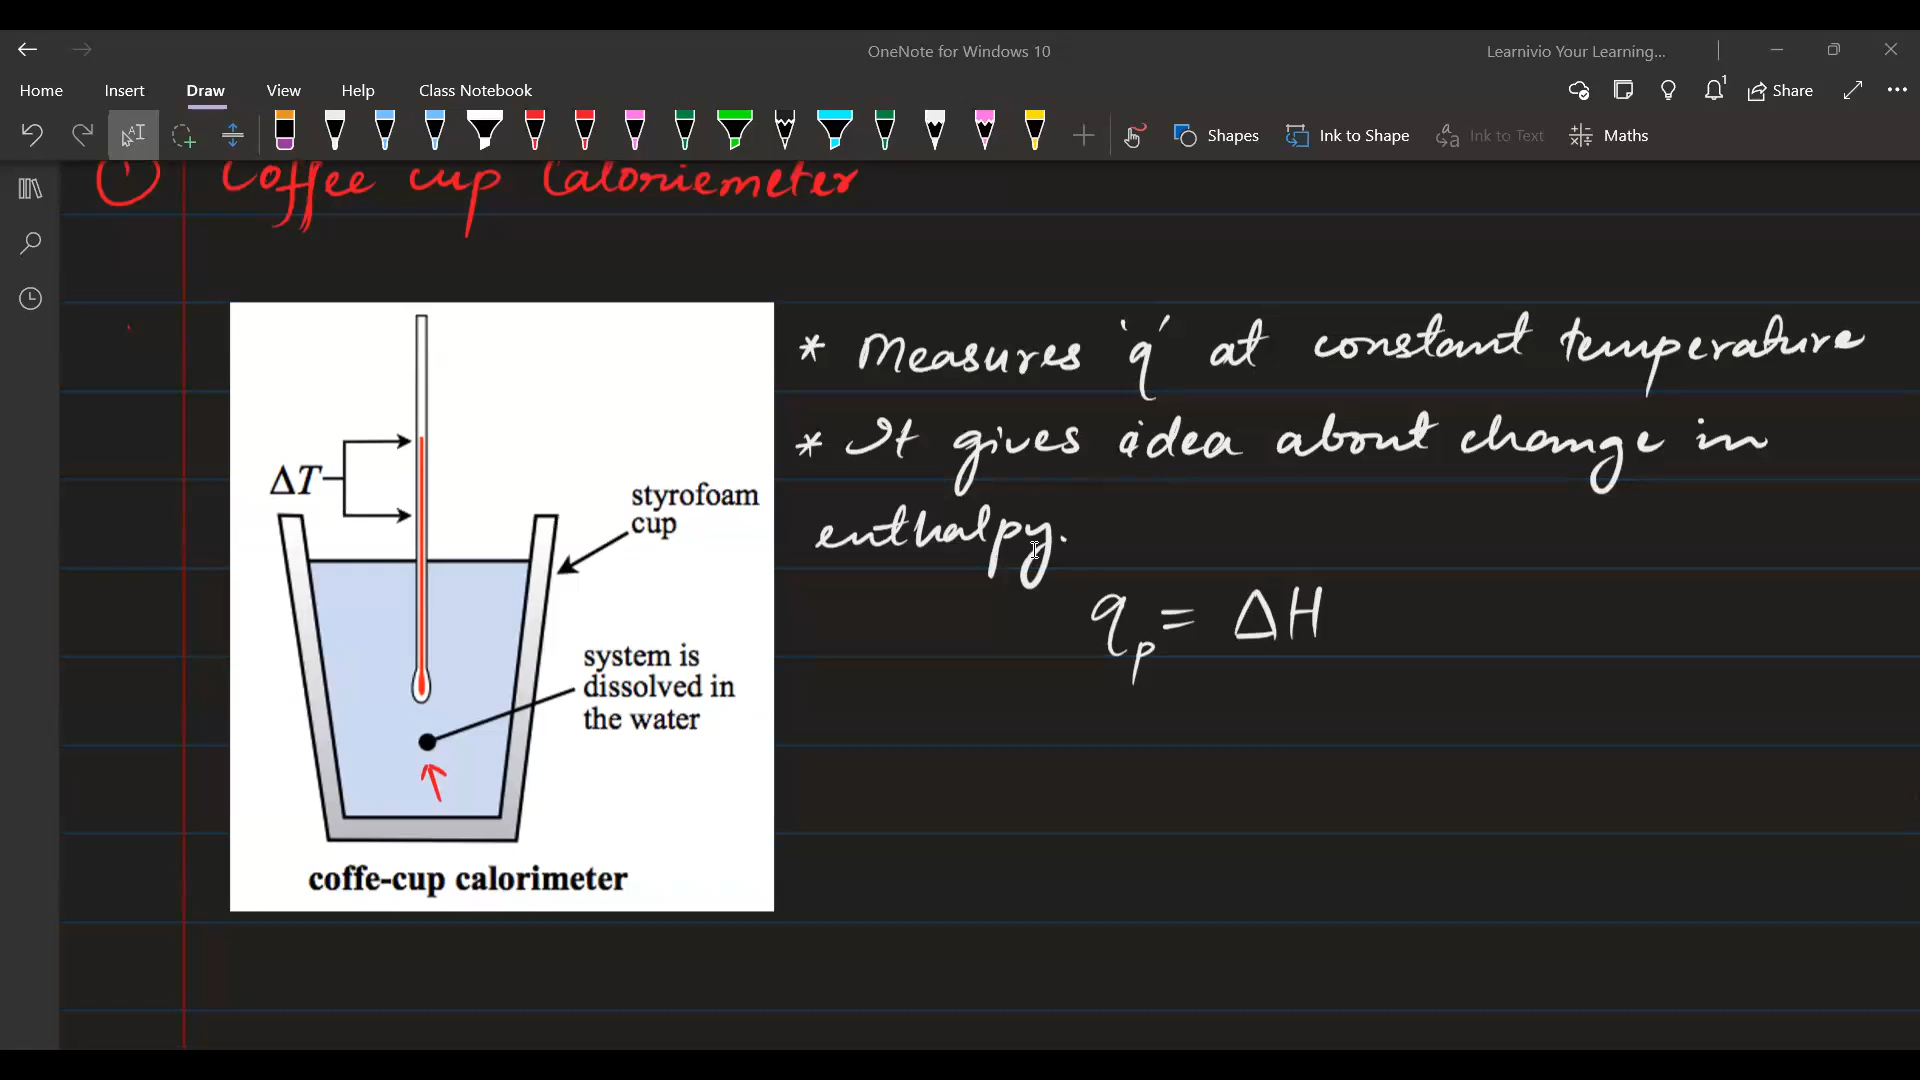 OneNote for Windows 10
Learnivio Your Learning...
Home Insert Draw View Help Class Notebook
1 Share
Shapes Ink to Shape Ink to Text Maths
① Coffee cup Caloriemeter
* Measures 'q' at constant temperature
* It gives idea about change in
enthalpy.
qₚ = ΔH
ΔT
styrofoam
cup
system is
dissolved in
the water
coffe-cup calorimeter